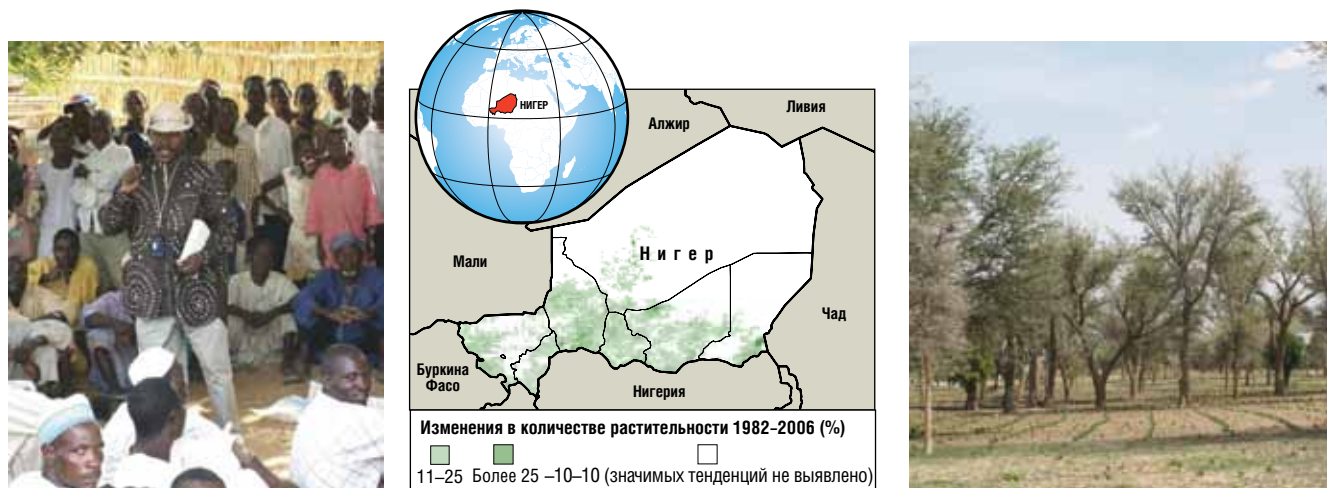 НИГЕР
Ливия
Алжир
Нигер
Мали
Чад
Буркина
Фасо
Нигерия
Изменения в количестве растительности 1982–2006 (%)
11–25 Более 25 –10–10 (значимых тенденций не выявлено)